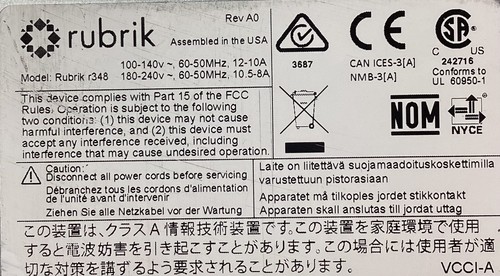 rubrik
Rev A0
Assembled in the USA
100-140v ~, 60-50MHz, 12-10A
Model: Rubrik r348
180-240v ~, 60-50MHz, 10.5-8A
3687
CE
CAN ICES-3[A]
NMB-3[A]
SA
C US
242716
Conforms to
UL 60950-1
This device complies with Part 15 of the FCC
Rules. Operation is subject to the following
two conditions: (1) this device may not cause
harmful interference, and (2) this device must
accept any interference received, including
interference that may cause undesired operation.
NOM
NYCE
Caution:
Disconnect all power cords before servicing
Débranchez tous les cordons d'alimentation
de l'unité avant d'intervenir
Ziehen Sie alle Netzkabel vor der Wartung
Laite on liitettävä suojamaadoituskoskettimilla
varustettuun pistorasiaan
Apparatet må tilkoples jordet stikkontakt
Apparaten skall anslutas till jordat uttag
この装置は、クラスA情報技術装置です。この装置を家庭環境で使用
すると電波妨害を引き起こすことがあります。この場合には使用者が適
切な対策を講ずるよう要求されることがあります。
VCCI-A